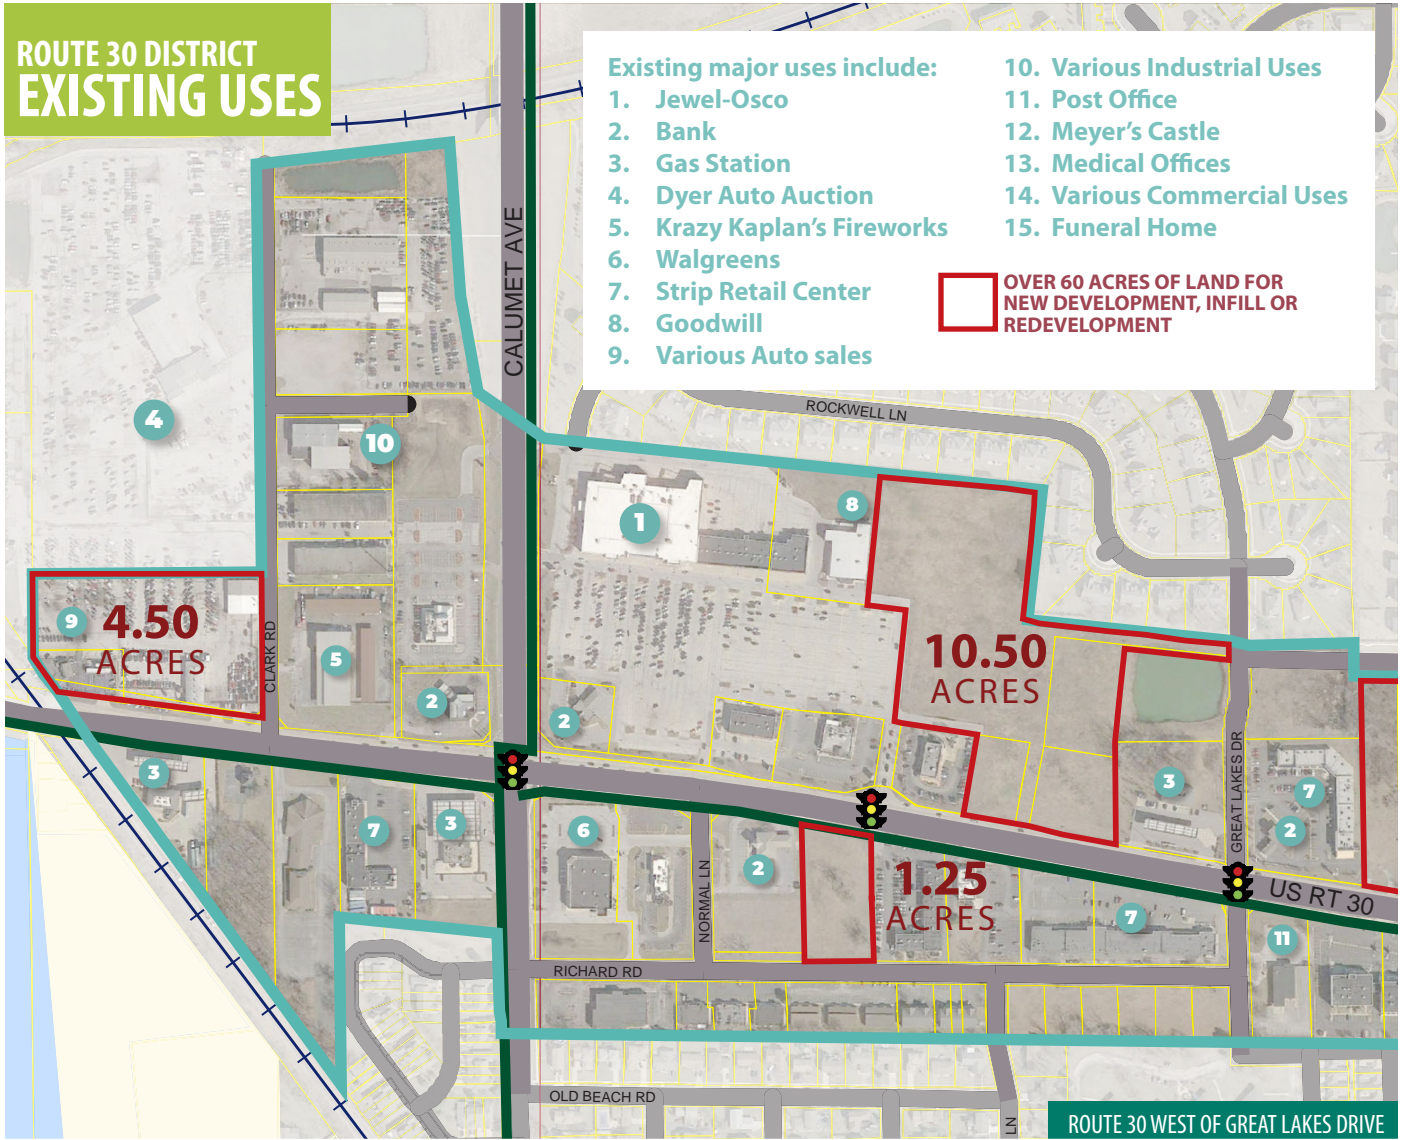 ROUTE 30 DISTRICT
EXISTING USES
Existing major uses include:
1. Jewel-Osco
2. Bank
3. Gas Station
4. Dyer Auto Auction
5. Krazy Kaplan's Fireworks
6. Walgreens
7. Strip Retail Center
8. Goodwill
9. Various Auto sales
10. Various Industrial Uses
11. Post Office
12. Meyer's Castle
13. Medical Offices
14. Various Commercial Uses
15. Funeral Home
OVER 60 ACRES OF LAND FOR
NEW DEVELOPMENT, INFILL OR
REDEVELOPMENT
CALUMET AVE
ROCKWELL LN
4
10
1
8
9
4.50
ACRES
CLARK RD
5
2
2
10.50
ACRES
3
3
7
3
6
2
NORMAL LN
1.25
ACRES
GREAT LAKES DR
7
2
US RT 30
7
11
RICHARD RD
OLD BEACH RD
LN
ROUTE 30 WEST OF GREAT LAKES DRIVE